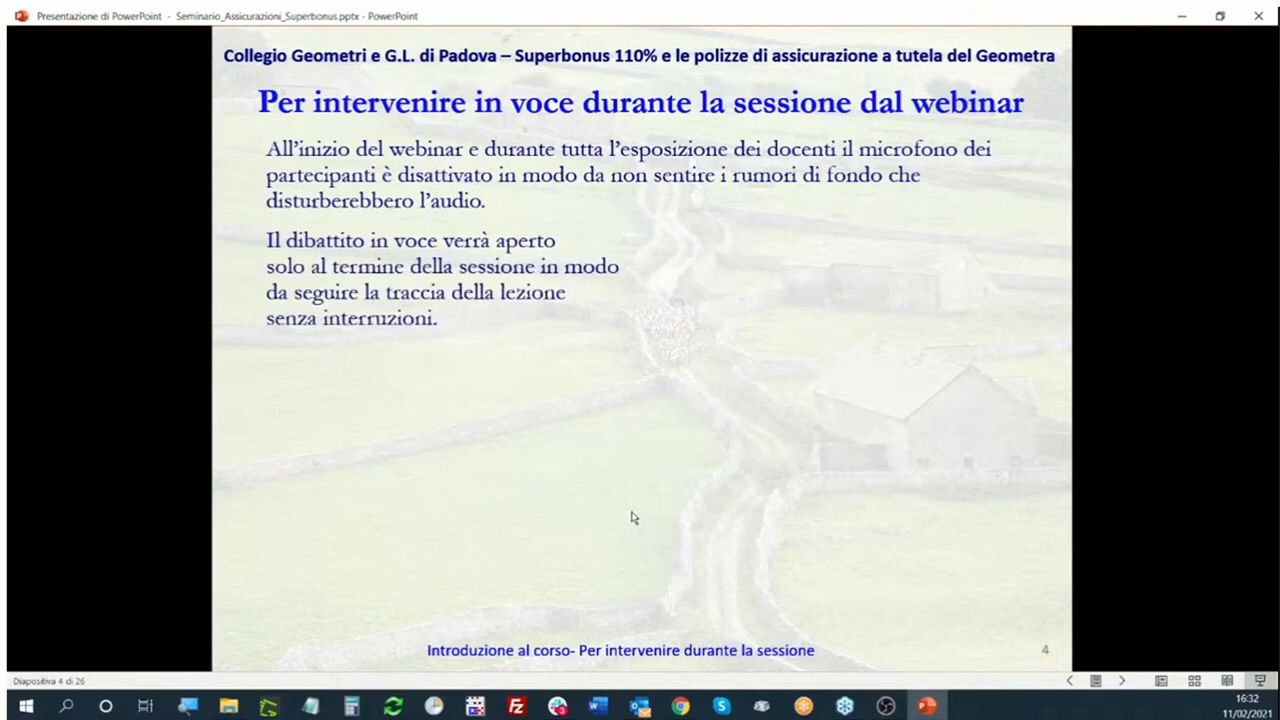 Presentazione di PowerPoint - Seminario_Assicurazioni_Superbonus.pptx - PowerPoint
Collegio Geometri e G.L. di Padova – Superbonus 110% e le polizze di assicurazione a tutela del Geometra
Per intervenire in voce durante la sessione dal webinar
All’inizio del webinar e durante tutta l’esposizione dei docenti il microfono dei
partecipanti è disattivato in modo da non sentire i rumori di fondo che
disturberebbero l’audio.
Il dibattito in voce verrà aperto
solo al termine della sessione in modo
da seguire la traccia della lezione
senza interruzioni.
Introduzione al corso- Per intervenire durante la sessione
4
Diapositiva 4 di 26
16:32
11/02/2021